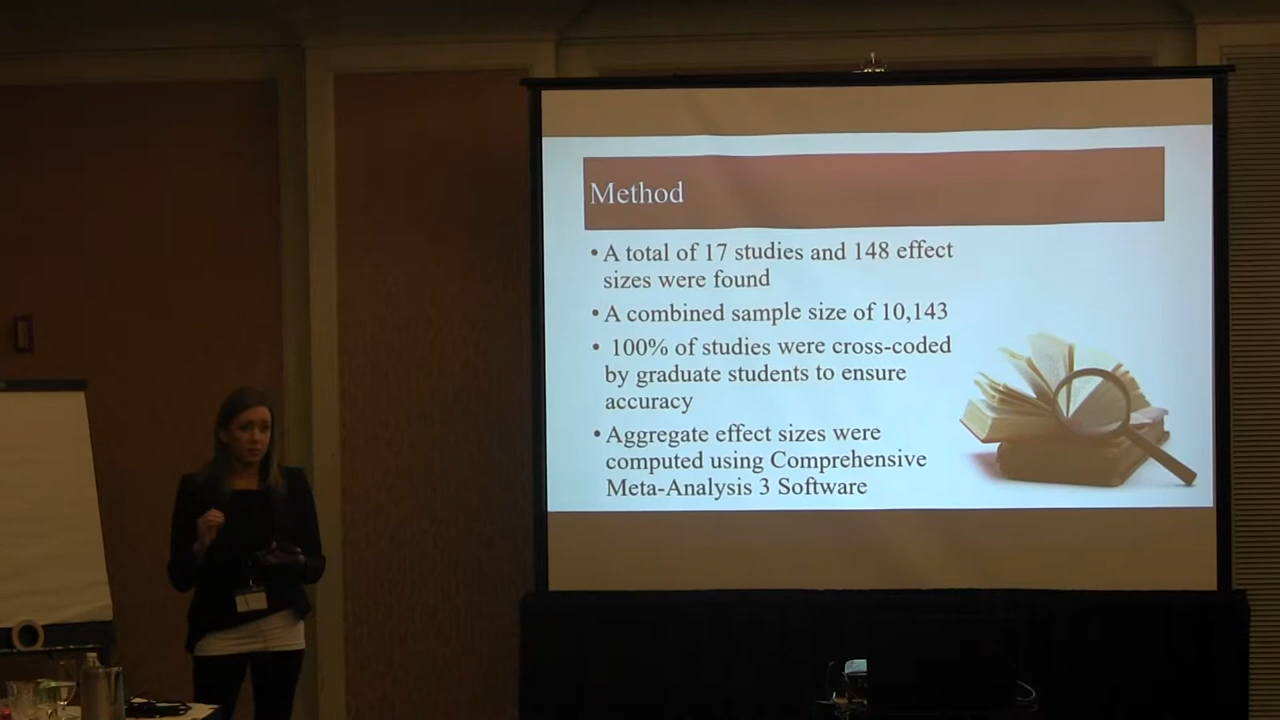 Method
• A total of 17 studies and 148 effect
sizes were found
• A combined sample size of 10,143
• 100% of studies were cross-coded
by graduate students to ensure
accuracy
• Aggregate effect sizes were
computed using Comprehensive
Meta-Analysis 3 Software